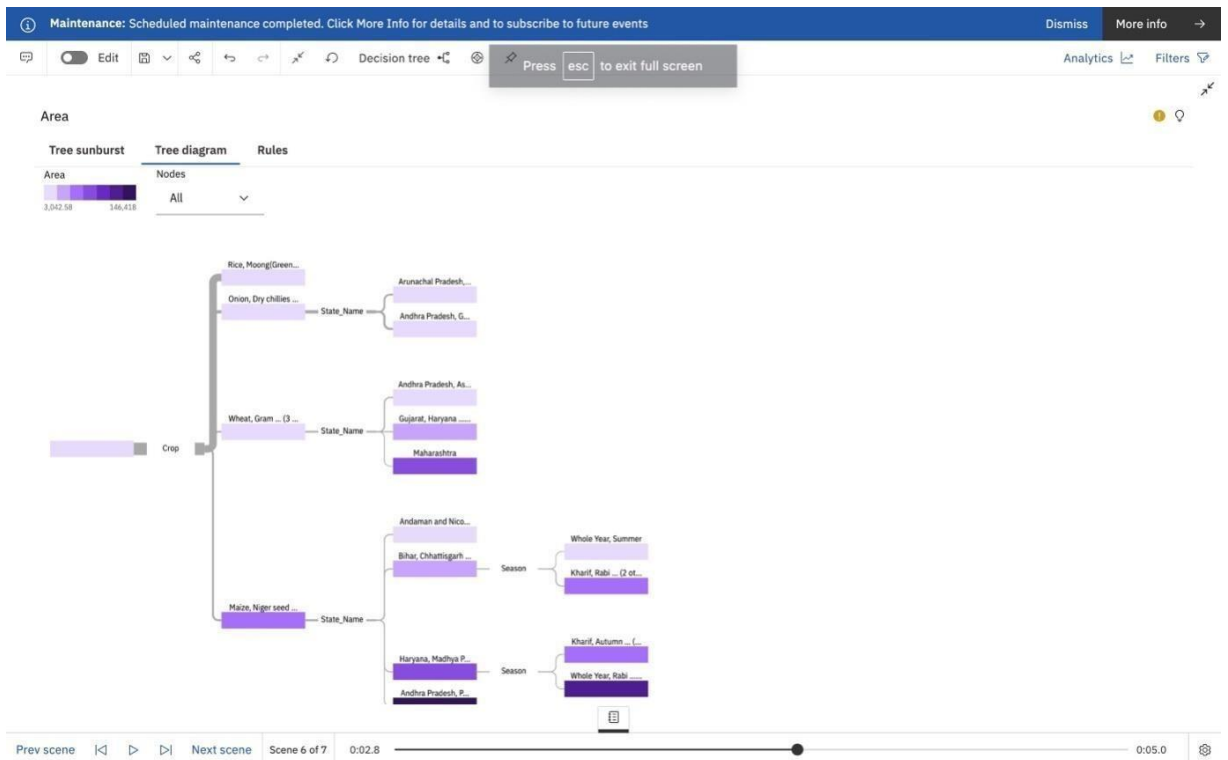 Maintenance: Scheduled maintenance completed. Click More Info for details and to subscribe to future events
Dismiss
More info
Edit
Decision tree
Press esc to exit full screen
Analytics
Filters
Area
Tree sunburst
Tree diagram
Rules
Area
Nodes
3,042.58
146,418
All
Rice, Moong(Green...
Onion, Dry chillies ...
State_Name
Arunachal Pradesh,...
Andhra Pradesh, G...
Crop
Wheat, Gram ... (3 ...
State_Name
Andhra Pradesh, As...
Gujarat, Haryana ......
Maharashtra
Maize, Niger seed ...
State_Name
Andaman and Nico...
Bihar, Chhattisgarh ...
Season
Whole Year, Summer
Kharif, Rabi ... (2 ot...
Haryana, Madhya P...
Season
Kharif, Autumn ... (...
Whole Year, Rabi ......
Andhra Pradesh, P...
Prev scene
Next scene
Scene 6 of 7
0:02.8
0:05.0